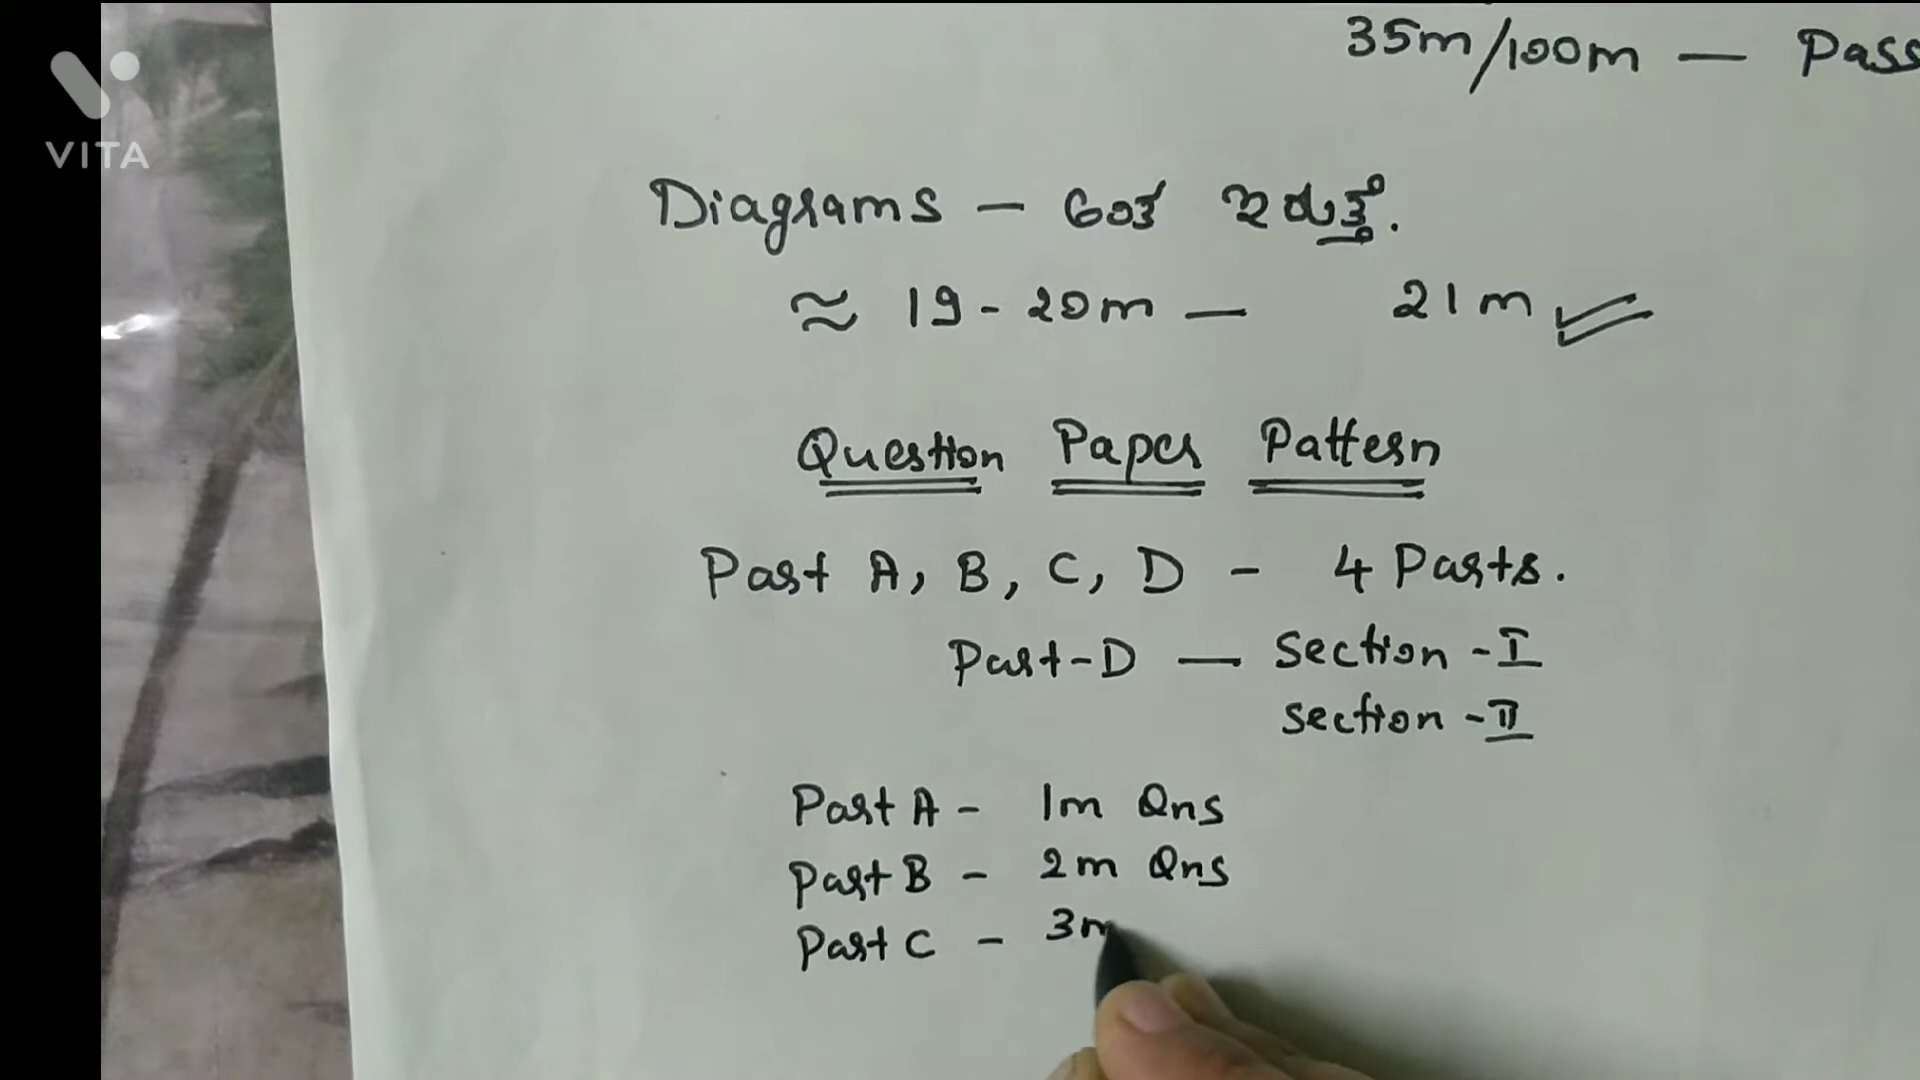 VITA
35m/100m — Pass
Diagrams — ಅಂತ ಇರುತ್ತೆ.
≈ 19 - 20m — 21m
Question Paper Pattern
Part A, B, C, D - 4 Parts.
Part-D — Section - I
Section - II
Part A - 1m Qns
Part B - 2m Qns
Part C - 3m